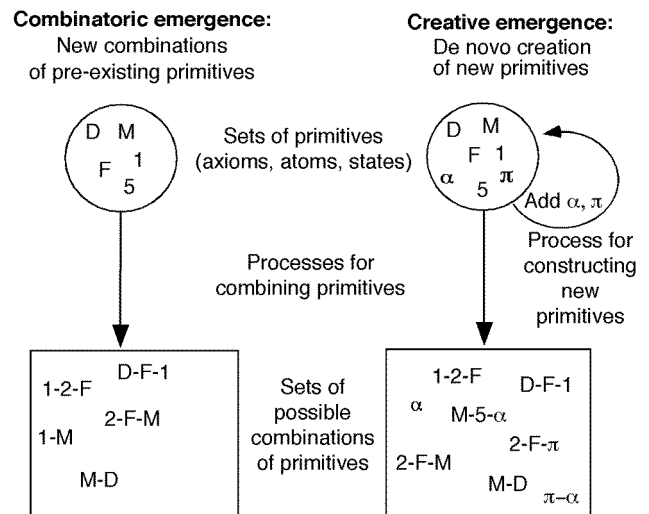 Combinatoric emergence:
New combinations
of pre-existing primitives
Creative emergence:
De novo creation
of new primitives
D M
F 1
5
Sets of primitives
(axioms, atoms, states)
D M
F 1
α 5 π
Add α, π
Process for
constructing
new
primitives
Processes for
combining primitives
D-F-1
1-2-F
2-F-M
1-M
M-D
Sets of
possible
combinations
of primitives
1-2-F
D-F-1
α
M-5-α
2-F-π
2-F-M
M-D
π–α